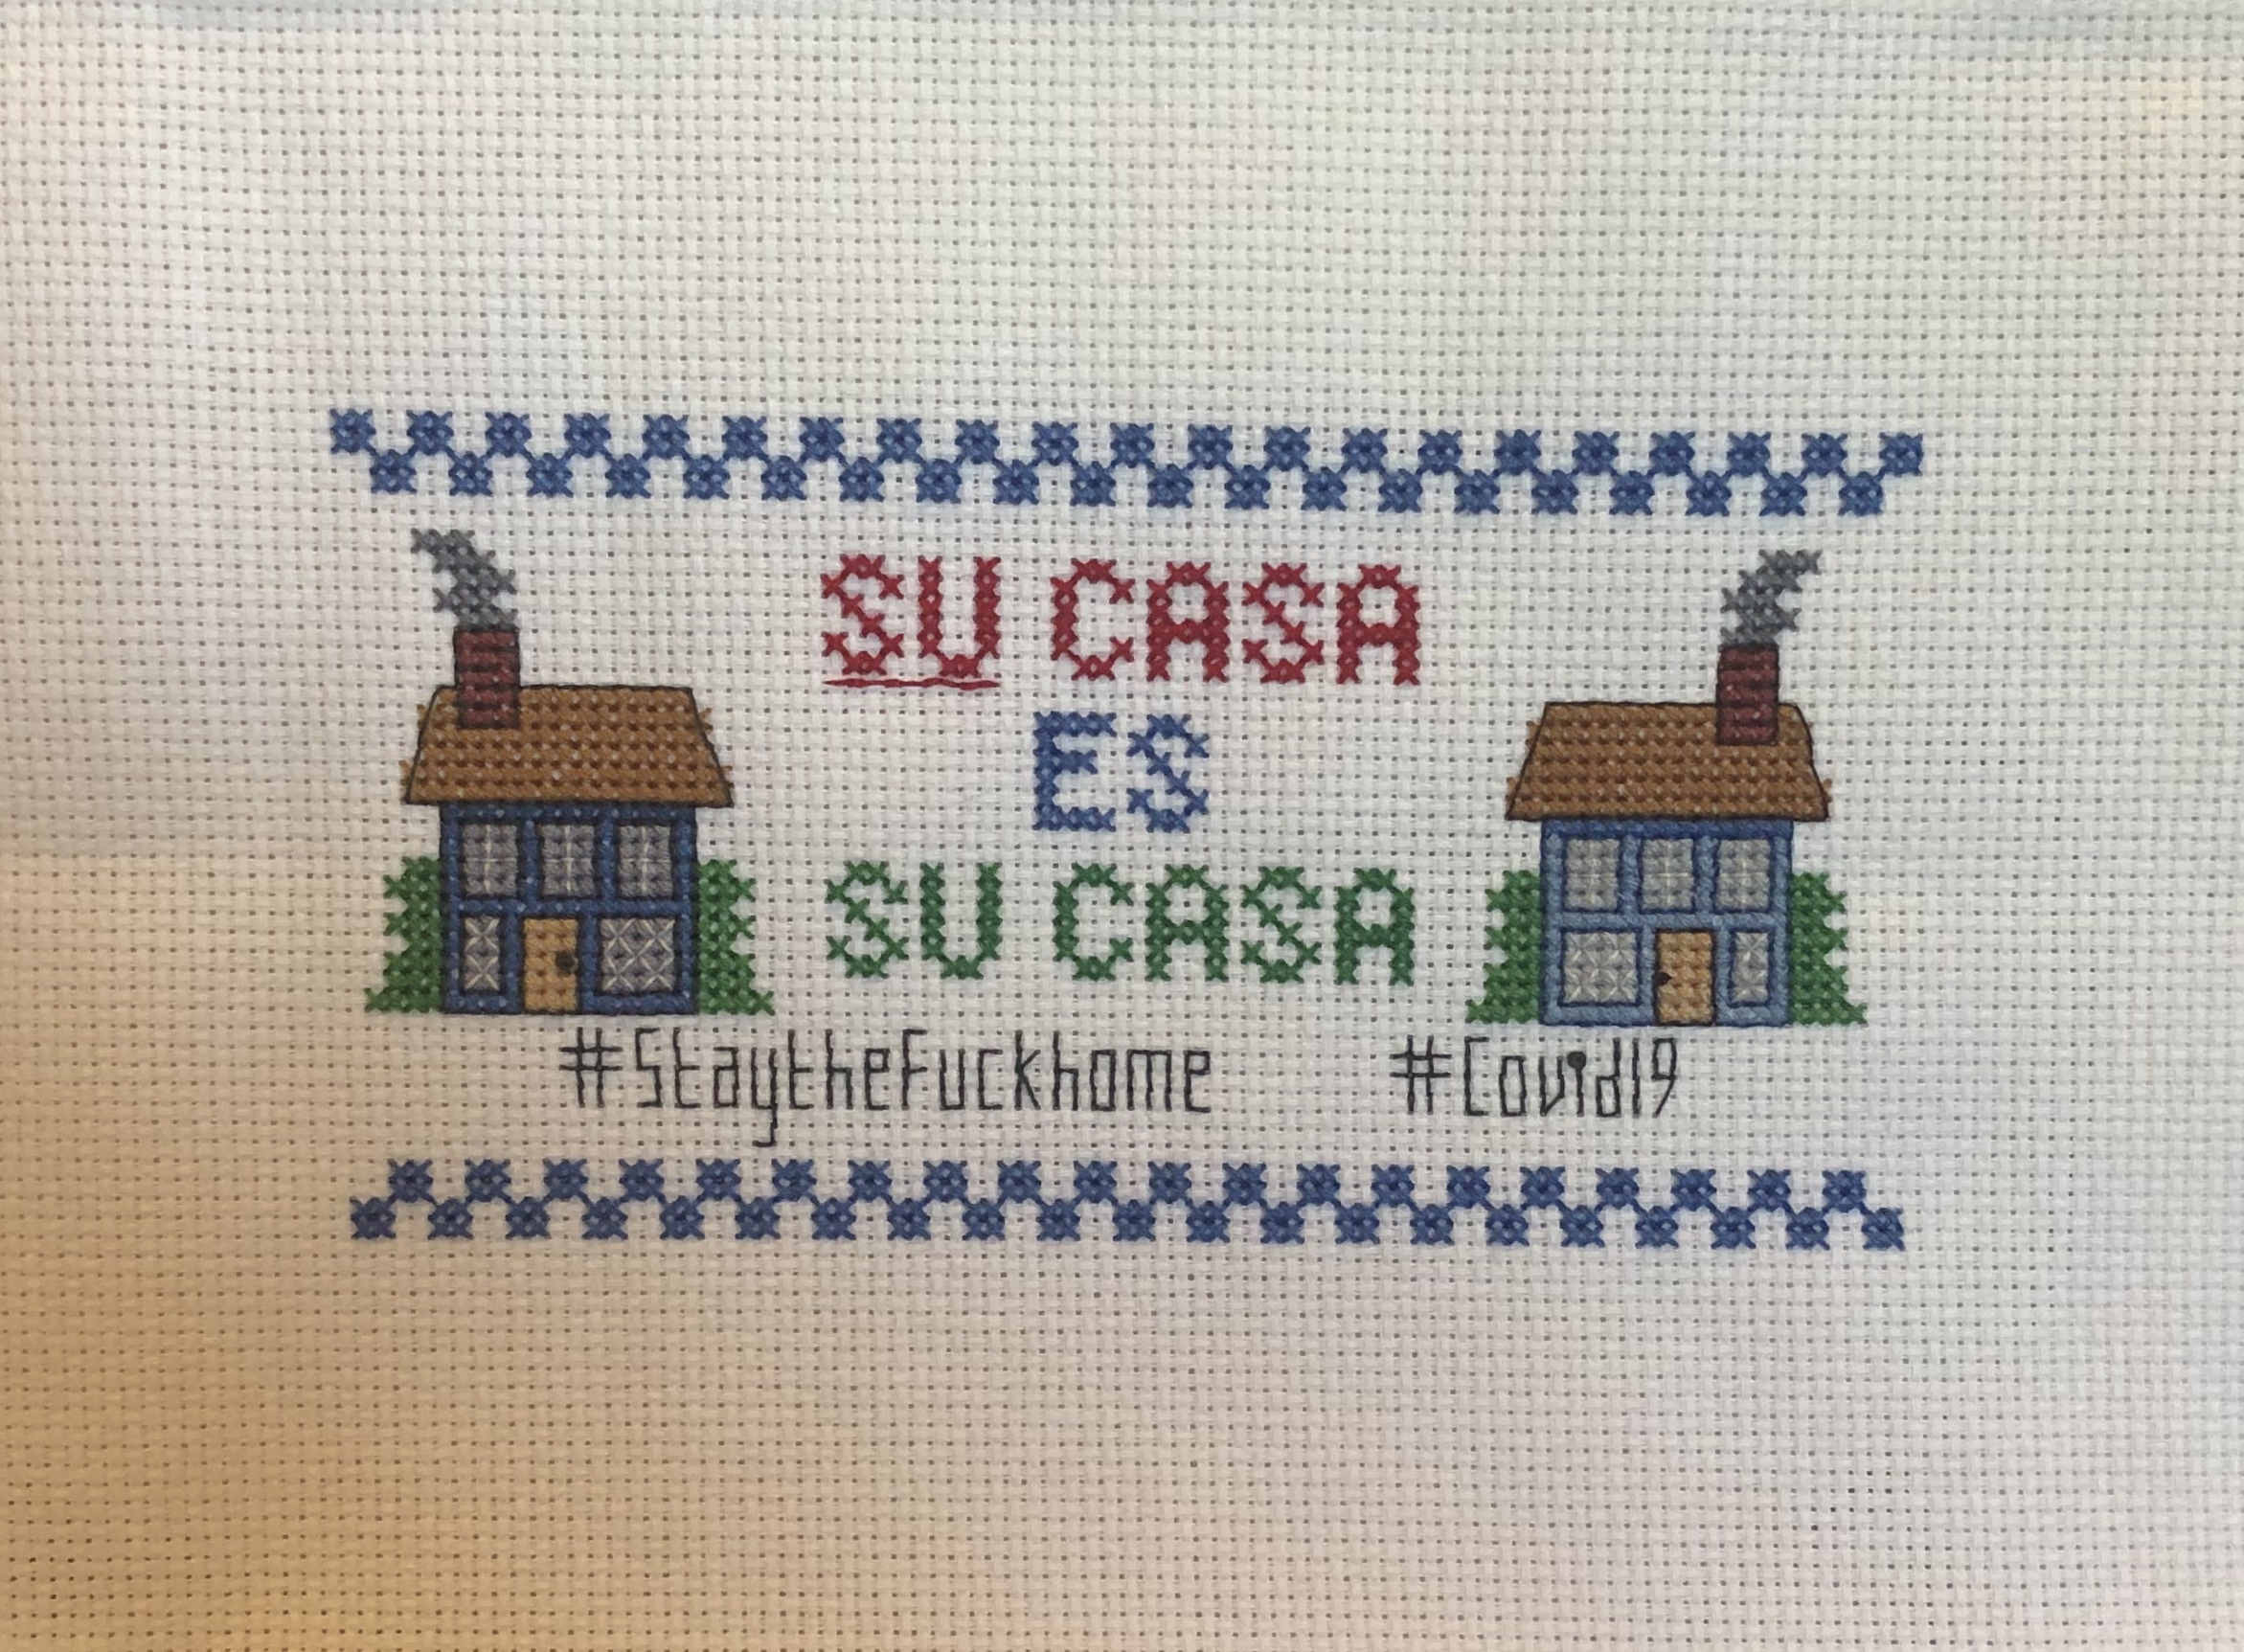 SU CASA
ES
SU CASA
#StaytheFuckhome #Covid19